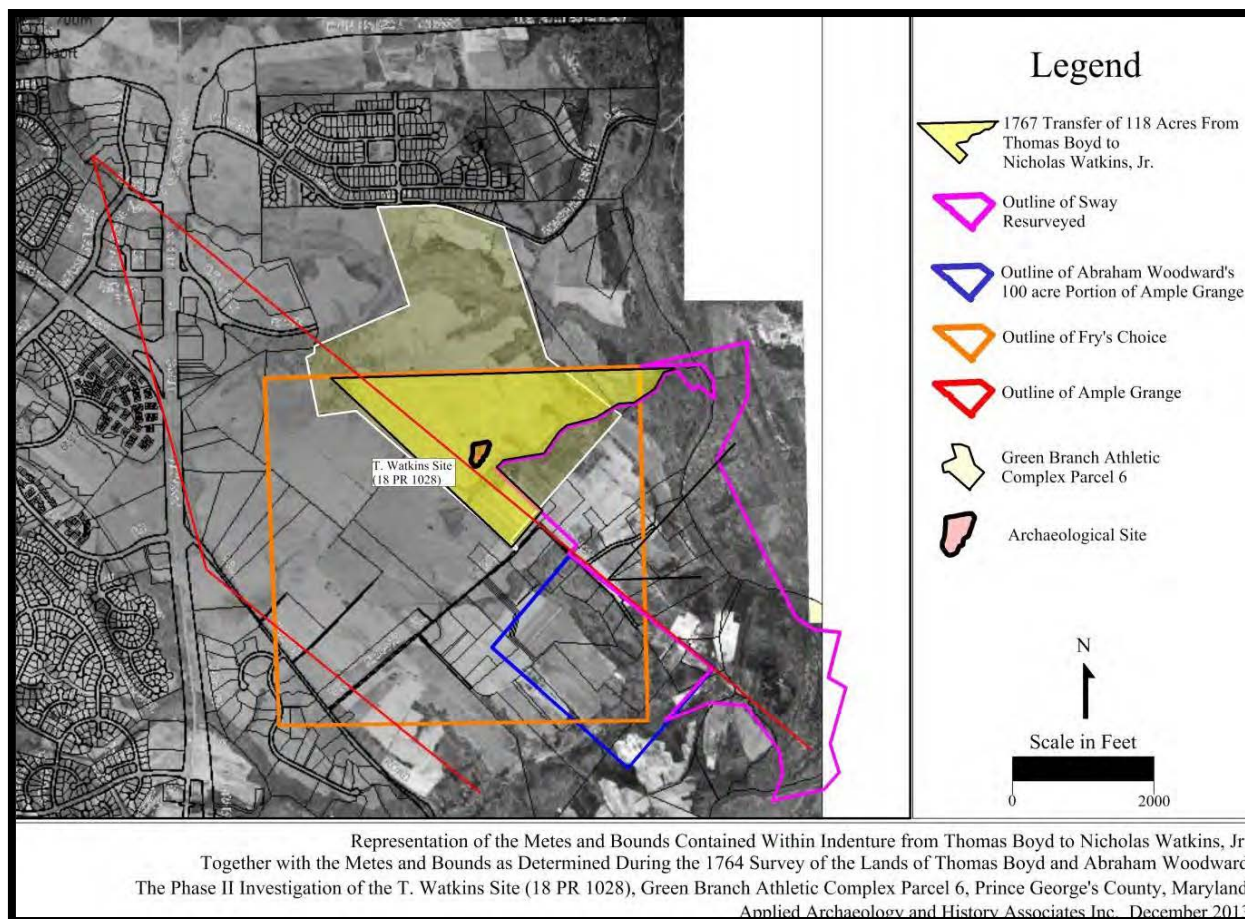 Legend
1767 Transfer of 118 Acres From
Thomas Boyd to
Nicholas Watkins, Jr.
Outline of Sway
Resurveyed
Outline of Abraham Woodward's
100 acre Portion of Ample Grange
Outline of Fry's Choice
Outline of Ample Grange
Green Branch Athletic
Complex Parcel 6
Archaeological Site
T. Watkins Site
(18 PR 1028)
N
Scale in Feet
0 2000
Representation of the Metes and Bounds Contained Within Indenture from Thomas Boyd to Nicholas Watkins, Jr
Together with the Metes and Bounds as Determined During the 1764 Survey of the Lands of Thomas Boyd and Abraham Woodward
The Phase II Investigation of the T. Watkins Site (18 PR 1028), Green Branch Athletic Complex Parcel 6, Prince George's County, Maryland
Applied Archaeology and History Associates Inc. December 2013